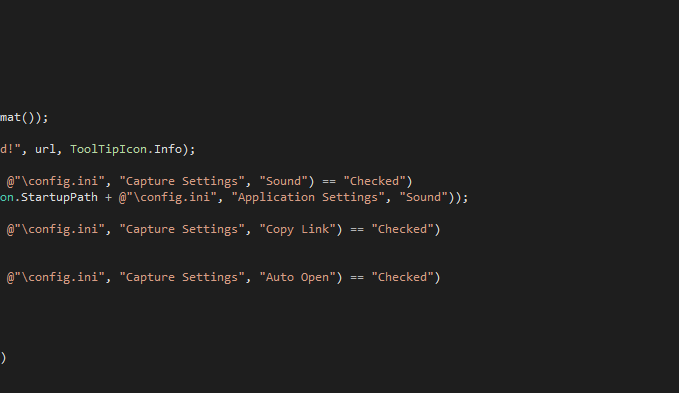 mat());
d!", url, ToolTipIcon.Info);
@"\config.ini", "Capture Settings", "Sound") == "Checked")
on.StartupPath + @"\config.ini", "Application Settings", "Sound"));
@"\config.ini", "Capture Settings", "Copy Link") == "Checked")
@"\config.ini", "Capture Settings", "Auto Open") == "Checked")
)